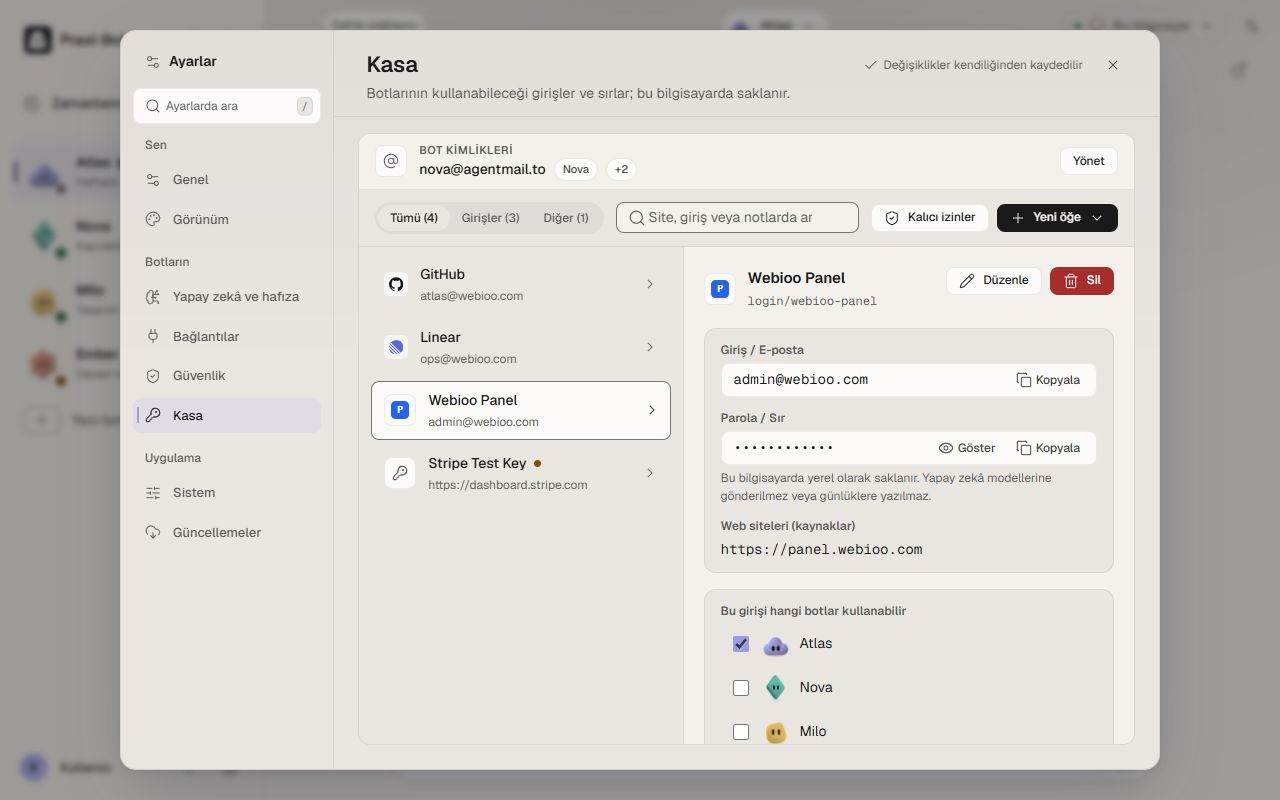 Ayarlar
Ayarlarda ara
/
Sen
Genel
Görünüm
Botların
Yapay zekâ ve hafıza
Bağlantılar
Güvenlik
Kasa
Uygulama
Sistem
Güncellemeler
Kasa
Değişiklikler kendiliğinden kaydedilir
Botlarının kullanabileceği girişler ve sırlar; bu bilgisayarda saklanır.
BOT KİMLİKLERİ
nova@agentmail.to Nova +2
Yönet
Tümü (4) Girişler (3) Diğer (1)
Site, giriş veya notlarda ar
Kalıcı izinler
Yeni öğe
GitHub
atlas@webioo.com
Linear
ops@webioo.com
P
Webioo Panel
admin@webioo.com
Stripe Test Key
https://dashboard.stripe.com
P
Webioo Panel
login/webioo-panel
Düzenle
Sil
Giriş / E-posta
admin@webioo.com
Kopyala
Parola / Sır
••••••••••••
Göster
Kopyala
Bu bilgisayarda yerel olarak saklanır. Yapay zekâ modellerine
gönderilmez veya günlüklere yazılmaz.
Web siteleri (kaynaklar)
https://panel.webioo.com
Bu girişi hangi botlar kullanabilir
Atlas
Nova
Milo